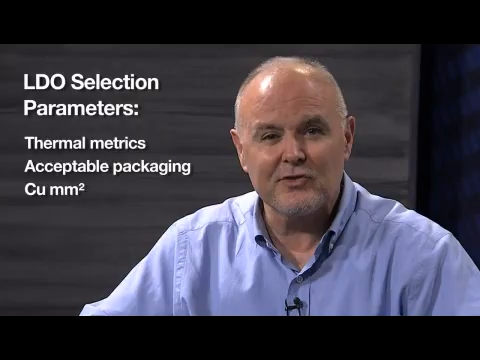 LDO Selection
Parameters:
Thermal metrics
Acceptable packaging
Cu mm²